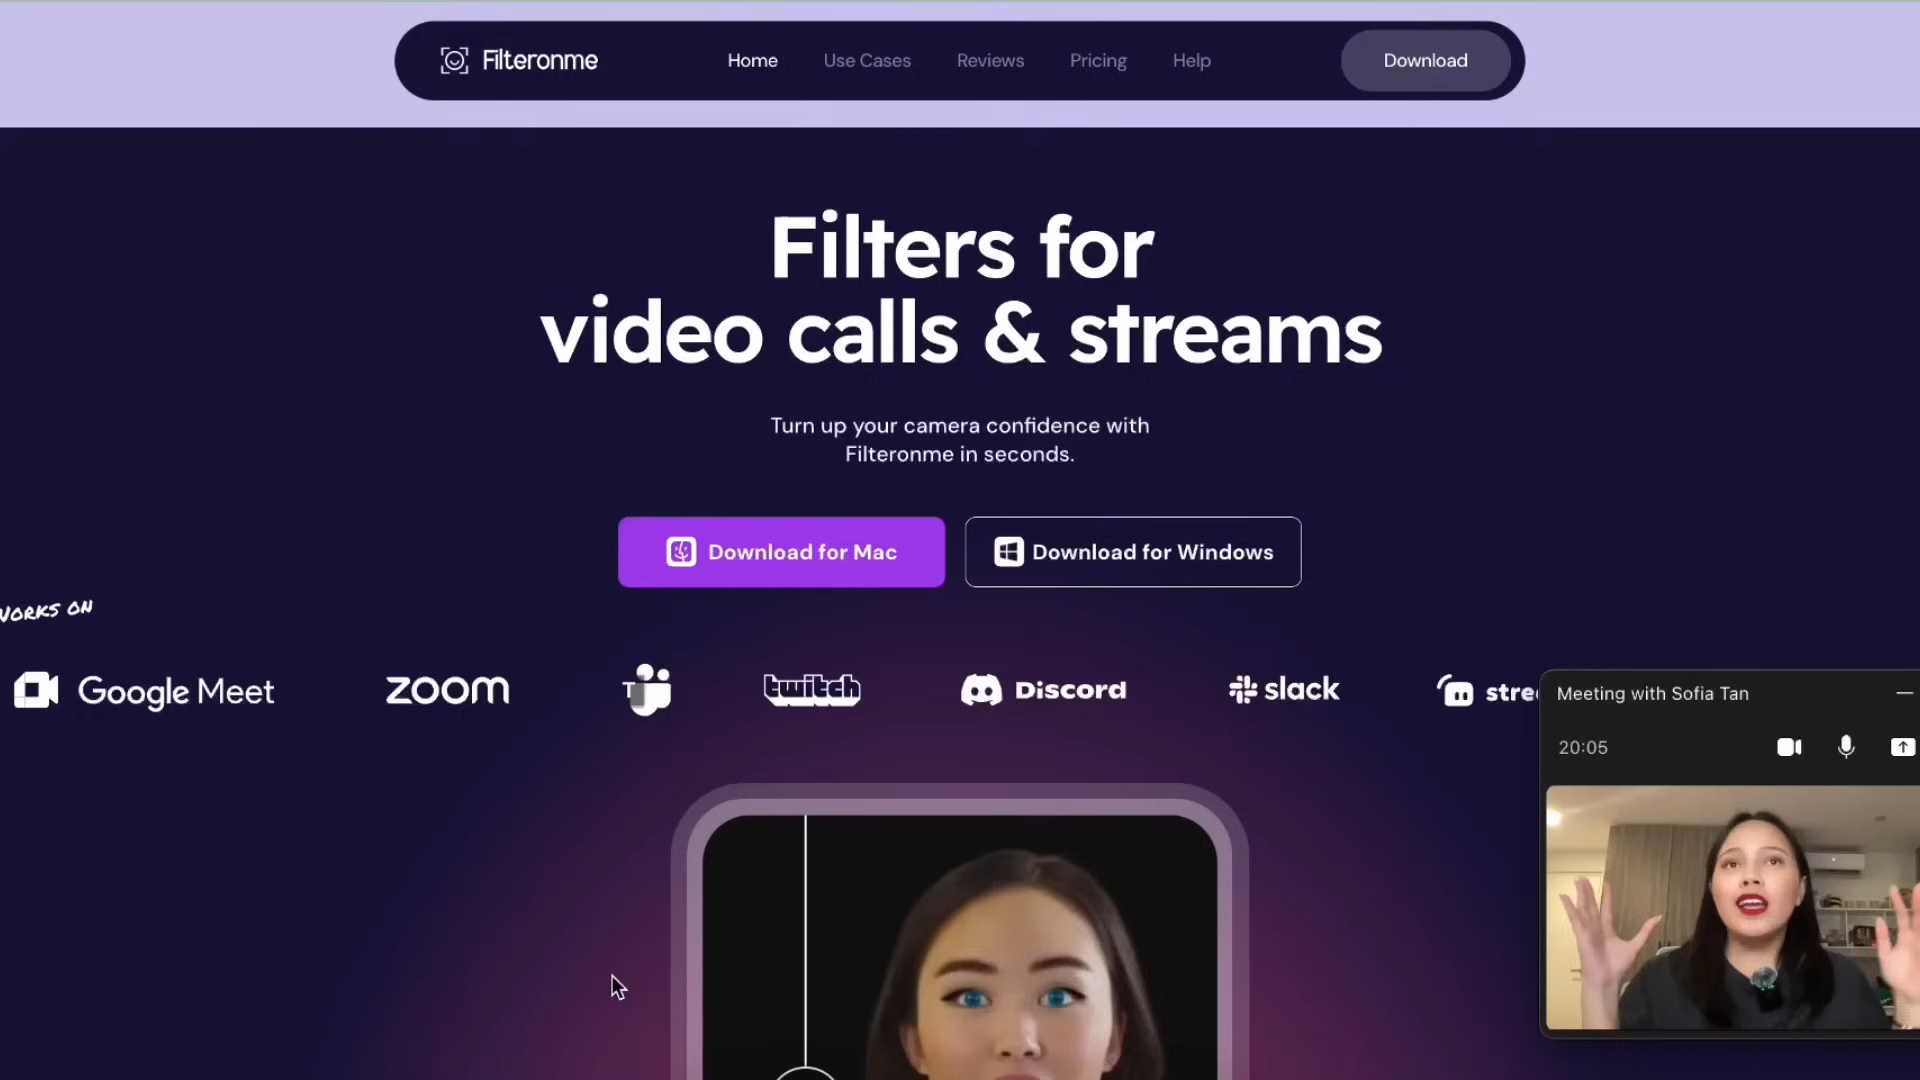 Filteronme
Home
Use Cases
Reviews
Pricing
Help
Download
Filters for
video calls & streams
Turn up your camera confidence with
Filteronme in seconds.
Download for Mac
Download for Windows
WORKS ON
Google Meet
zoom
T
twitch
Discord
slack
stre
Meeting with Sofia Tan
20:05